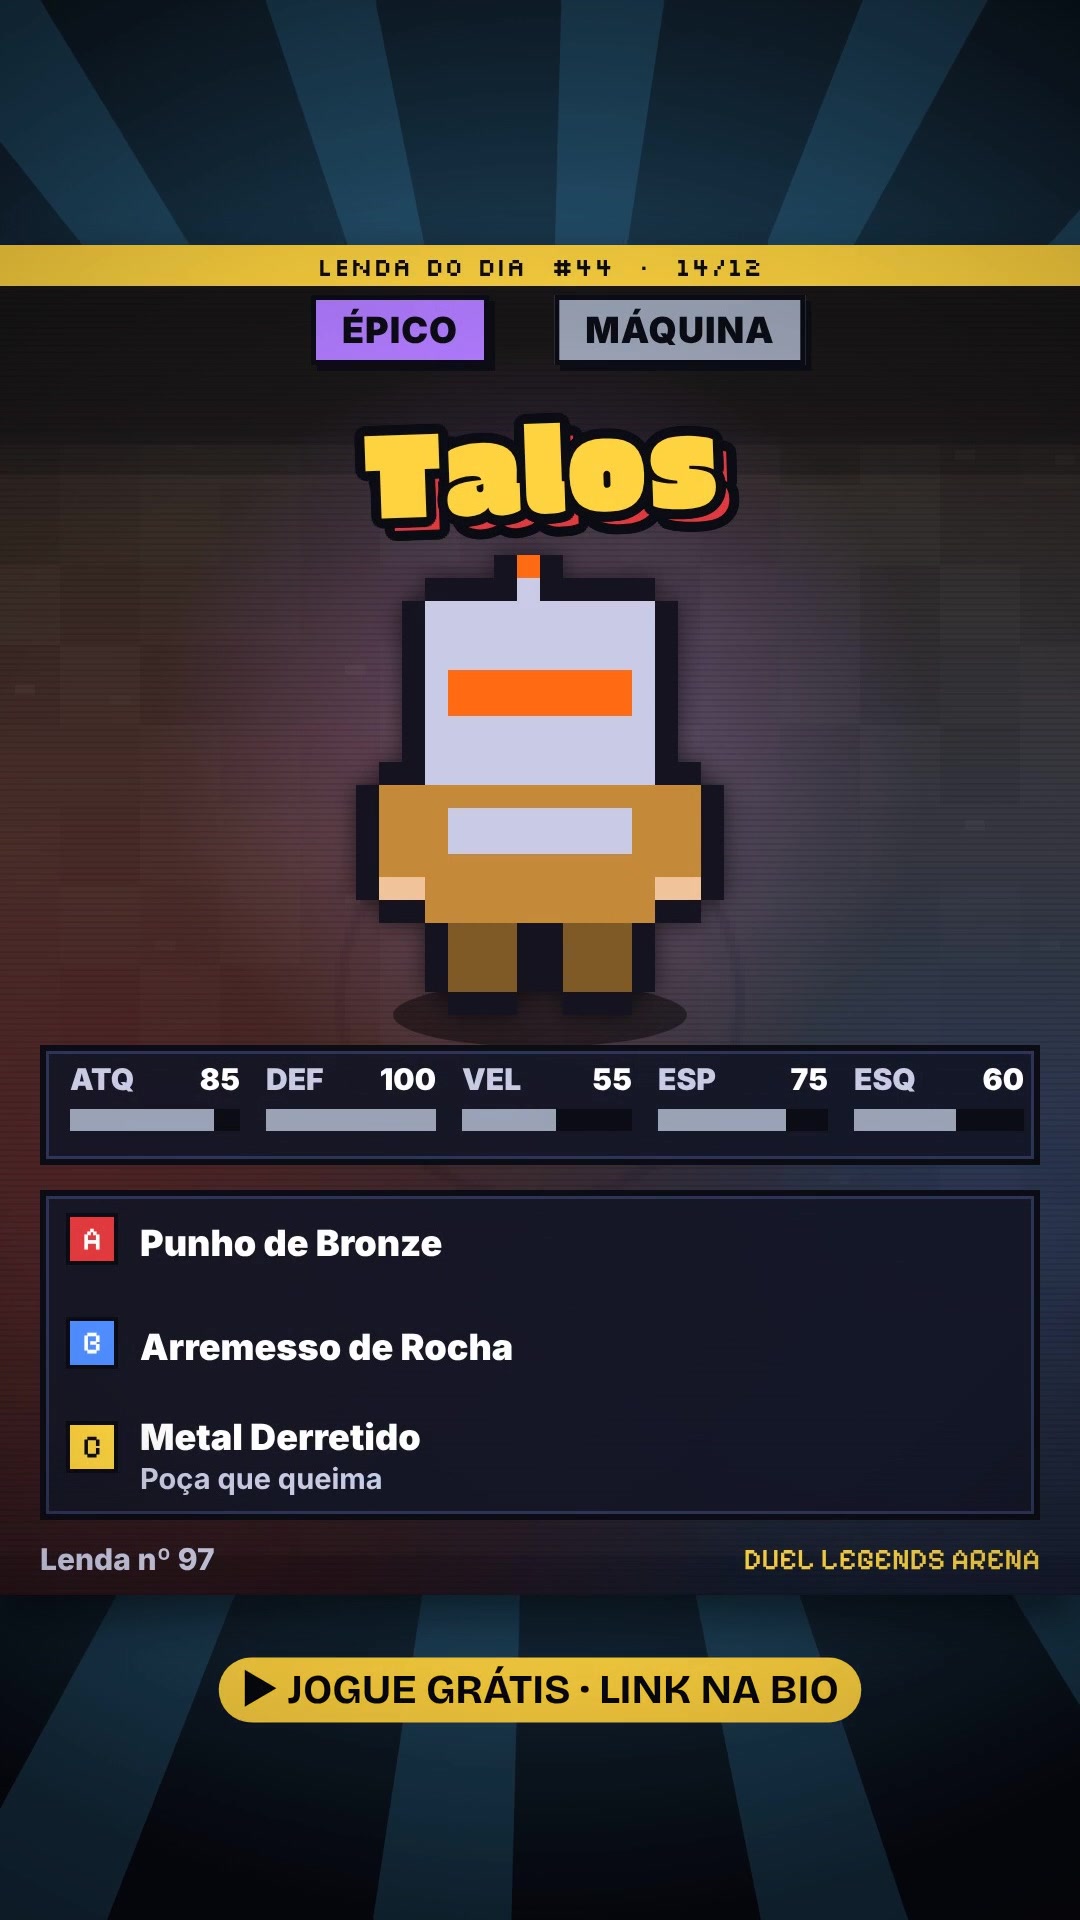 LENDA DO DIA #44 · 14/12
ÉPICO MÁQUINA
Talos
ATQ 85 DEF 100 VEL 55 ESP 75 ESQ 60
A Punho de Bronze
B Arremesso de Rocha
C Metal Derretido
Poça que queima
Lenda nº 97 DUEL LEGENDS ARENA
▶ JOGUE GRÁTIS · LINK NA BIO